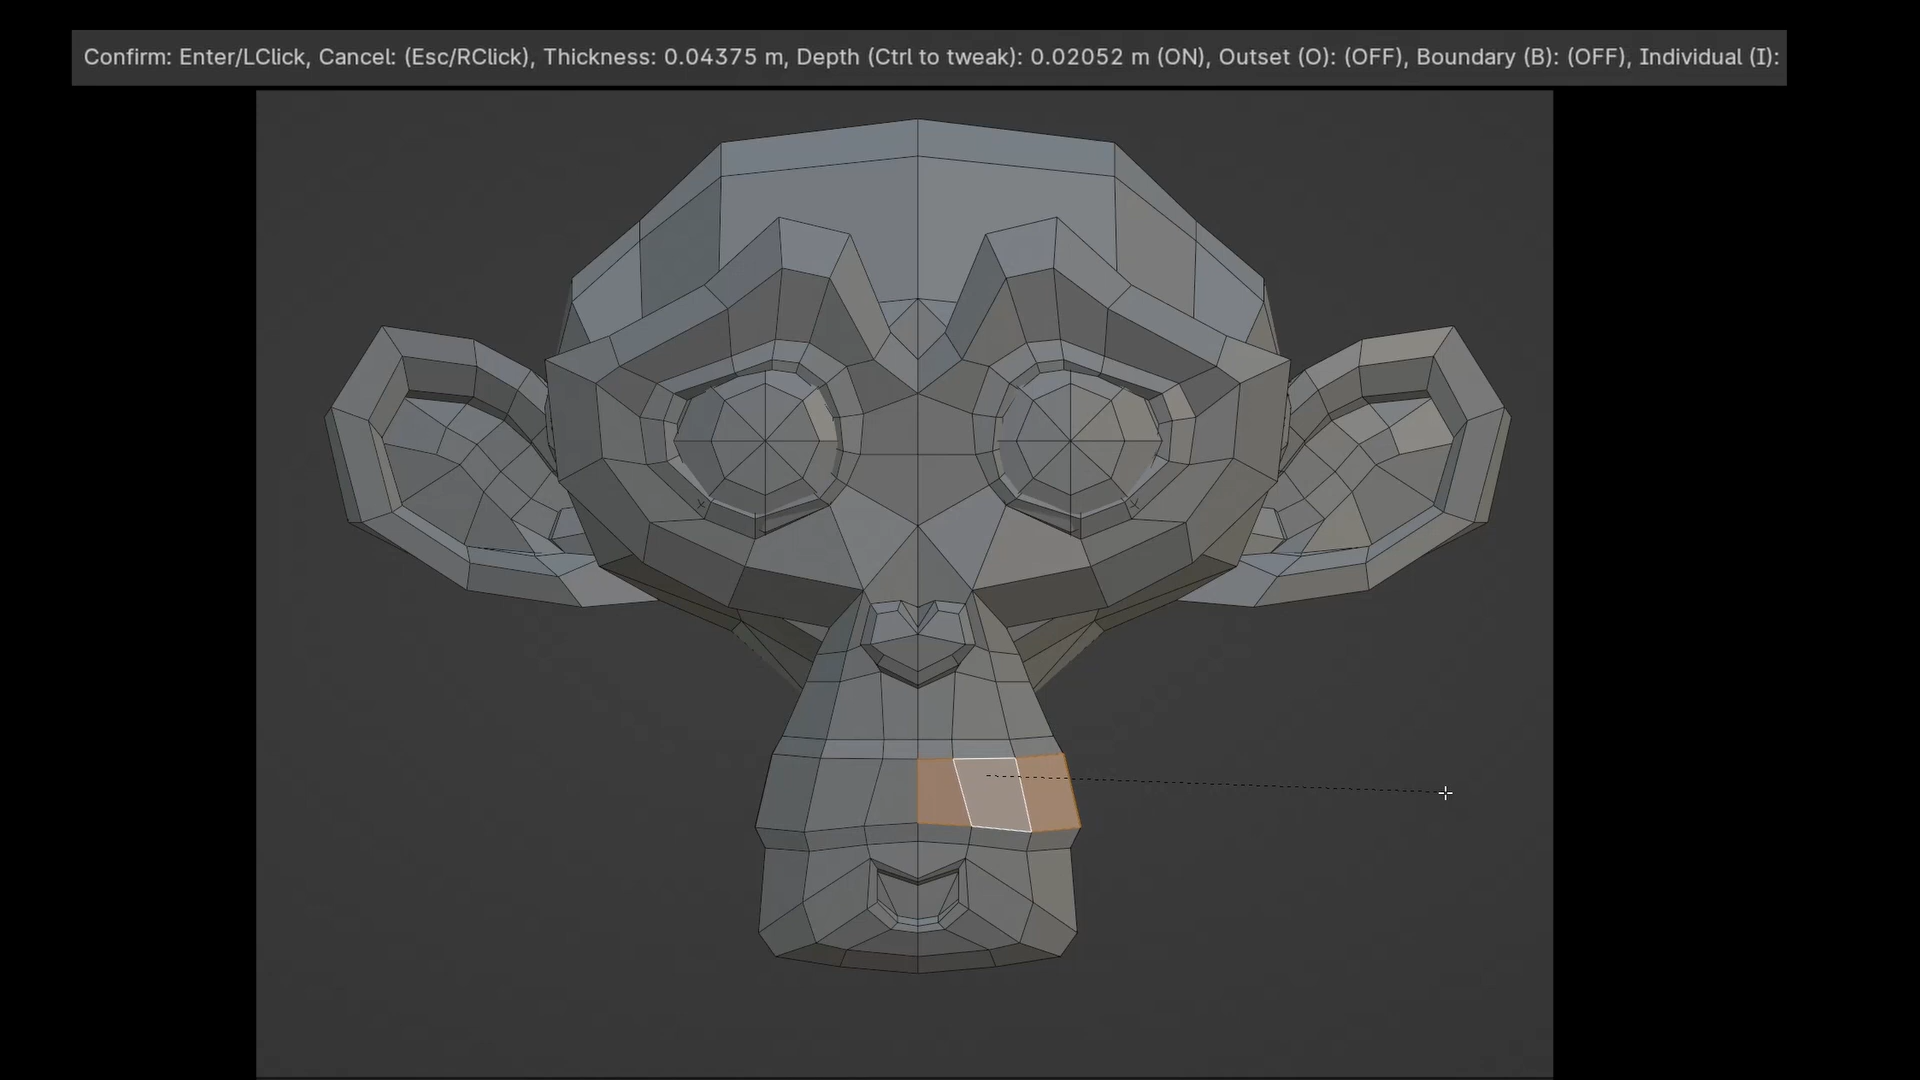 Confirm: Enter/LClick, Cancel: (Esc/RClick), Thickness: 0.04375 m, Depth (Ctrl to tweak): 0.02052 m (ON), Outset (O): (OFF), Boundary (B): (OFF), Individual (I):